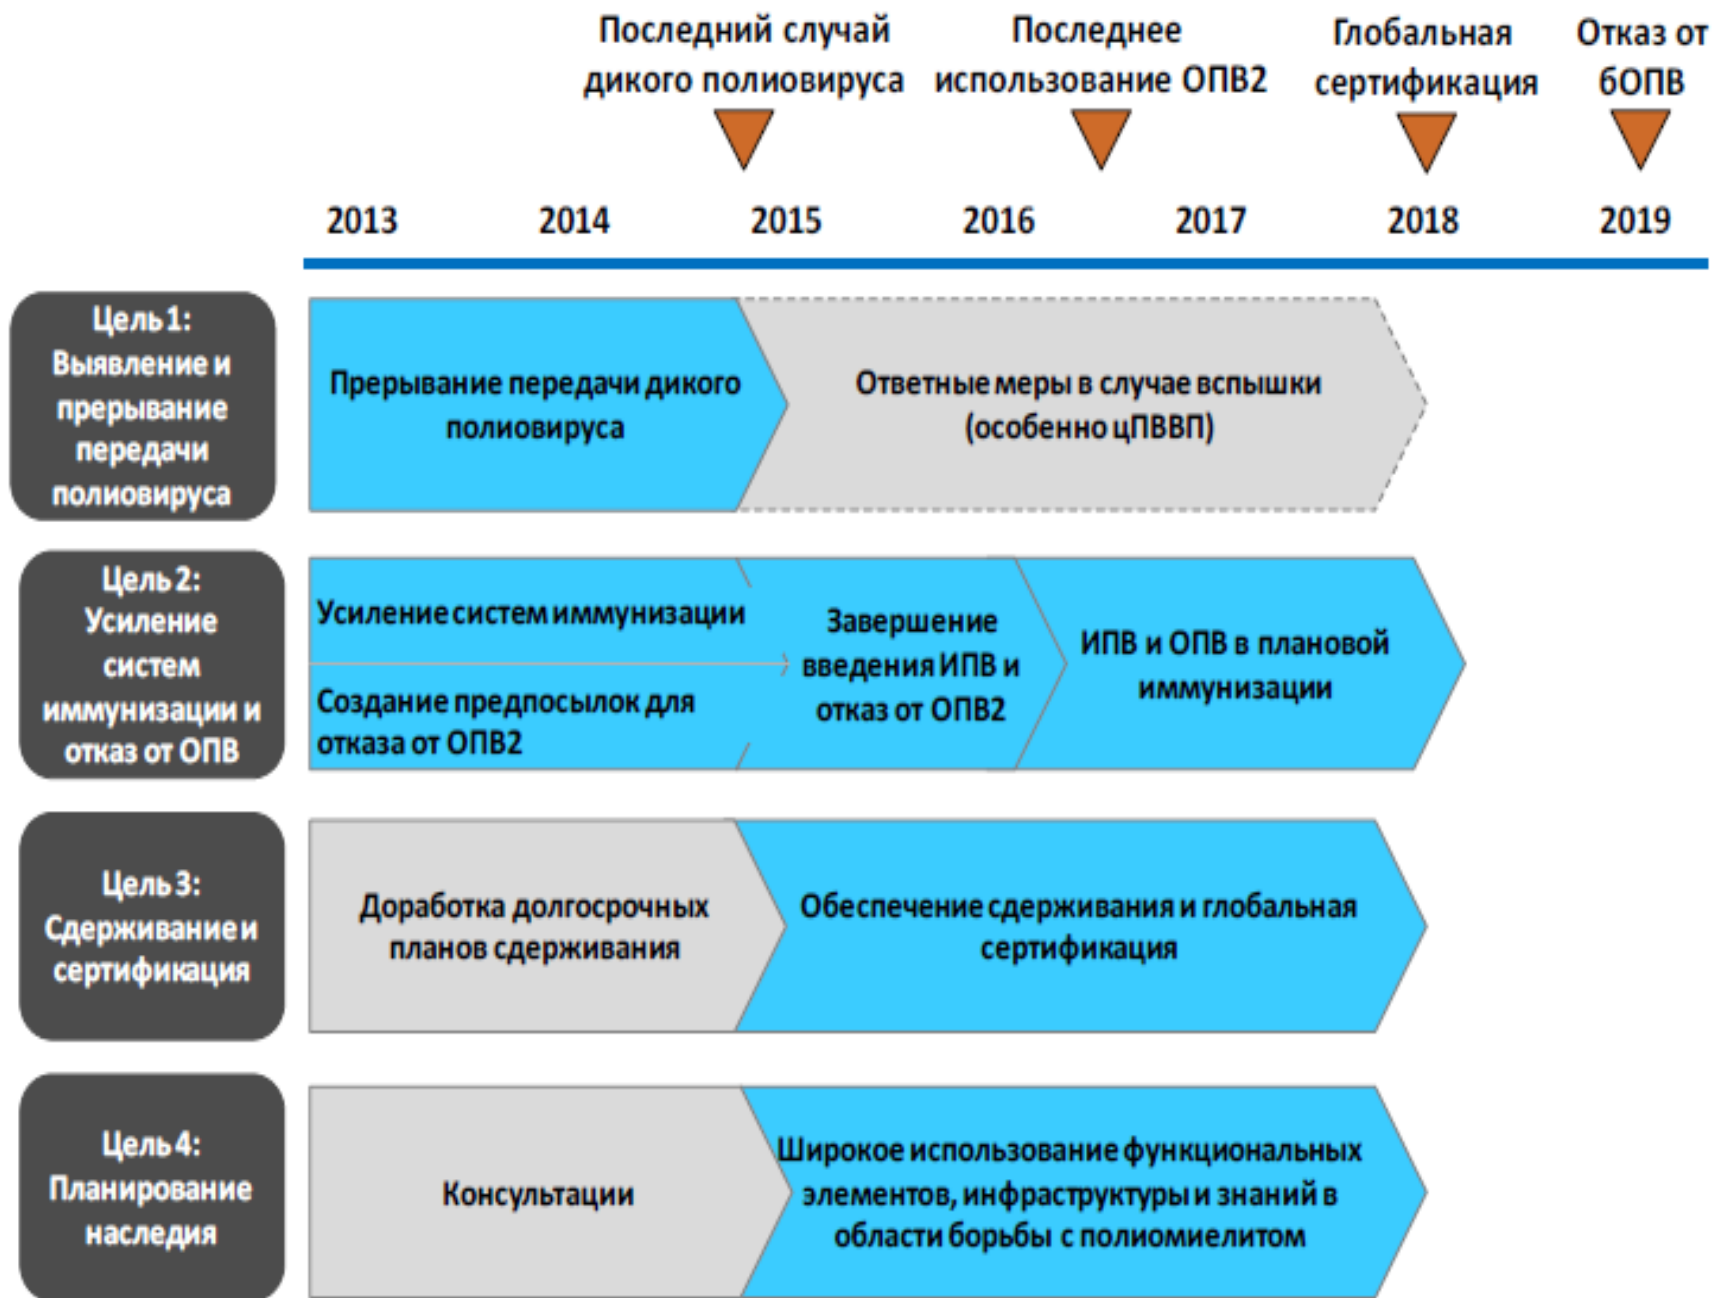 Последний случай
дикого полиовируса
Последнее
использование ОПВ2
Глобальная
сертификация
Отказ от
бОПВ
2013 2014 2015 2016 2017 2018 2019
Цель 1:
Выявление и
прерывание
передачи
полиовируса
Прерывание передачи дикого
полиовируса
Ответные меры в случае вспышки
(особенно цПВВП)
Цель 2:
Усиление
систем
иммунизации и
отказ от ОПВ
Усиление систем иммунизации
Создание предпосылок для
отказа от ОПВ2
Завершение
введения ИПВ и
отказ от ОПВ2
ИПВ и ОПВ в плановой
иммунизации
Цель 3:
Сдерживание и
сертификация
Доработка долгосрочных
планов сдерживания
Обеспечение сдерживания и глобальная
сертификация
Цель 4:
Планирование
наследия
Консультации
Широкое использование функциональных
элементов, инфраструктуры и знаний в
области борьбы с полиомиелитом